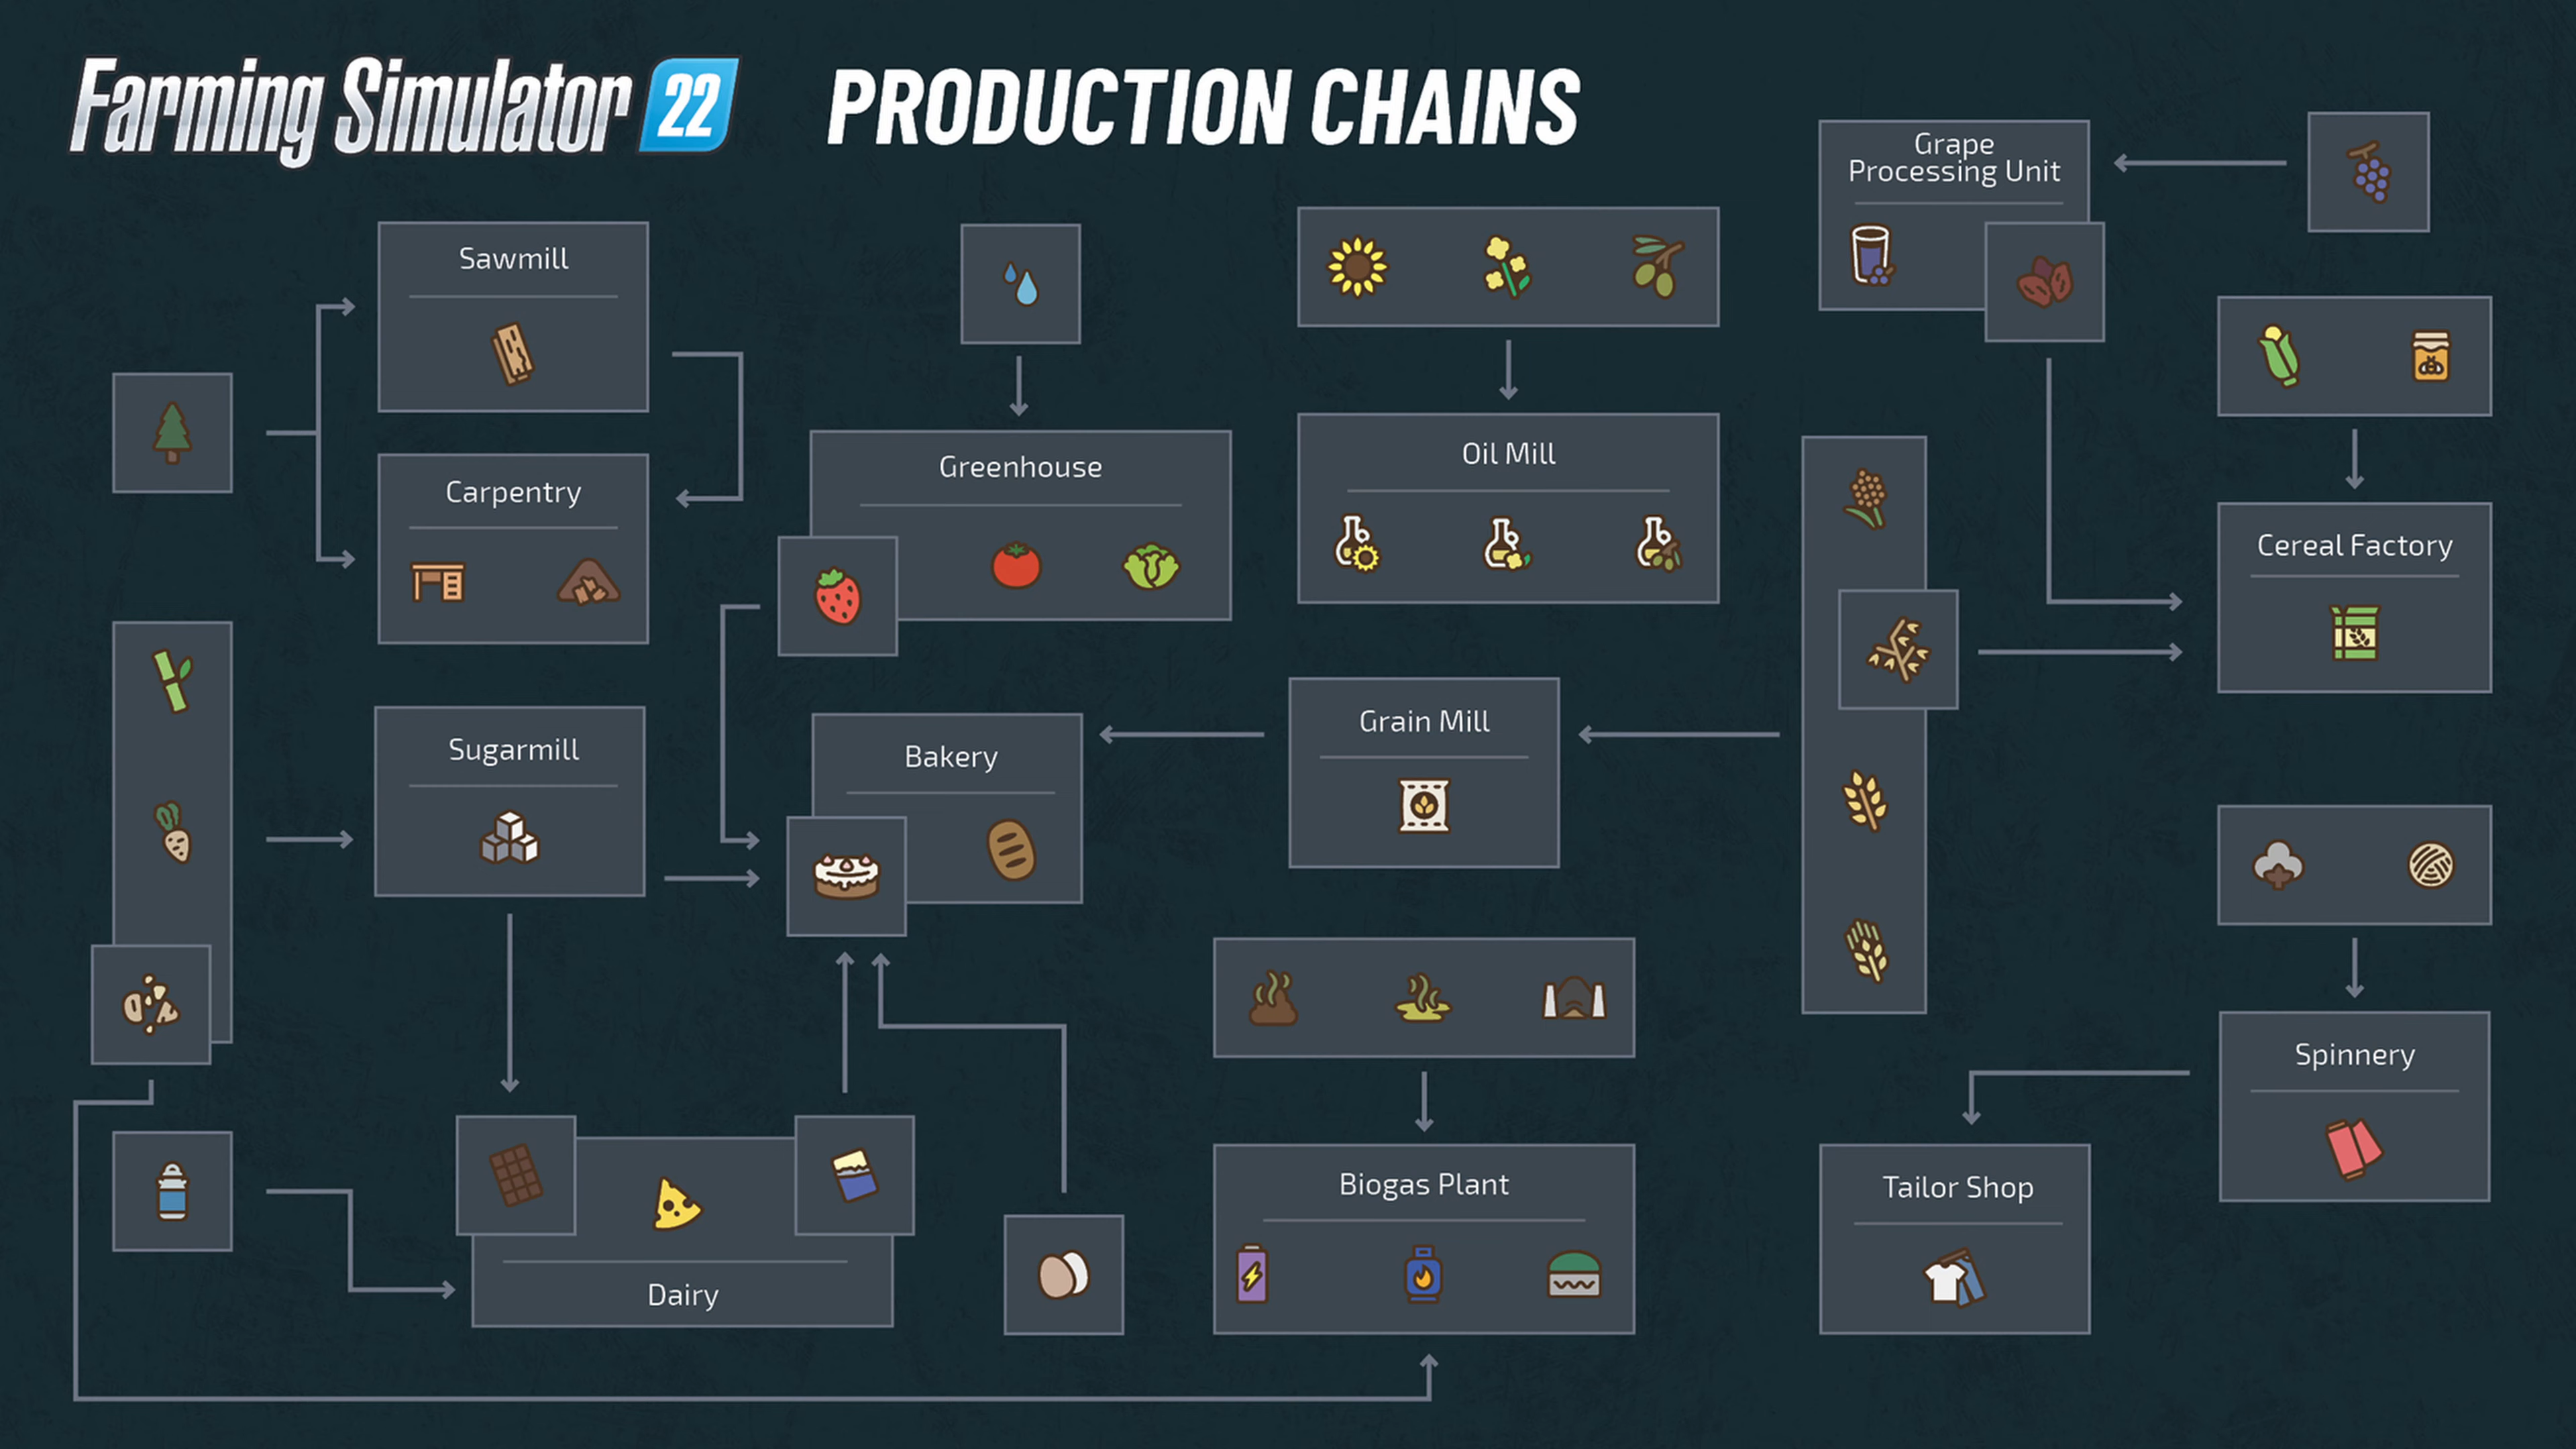 Farming Simulator 22
PRODUCTION CHAINS
Grape
Processing Unit
Sawmill
Carpentry
Greenhouse
Oil Mill
Cereal Factory
Sugarmill
Bakery
Grain Mill
Spinnery
Biogas Plant
Tailor Shop
Dairy